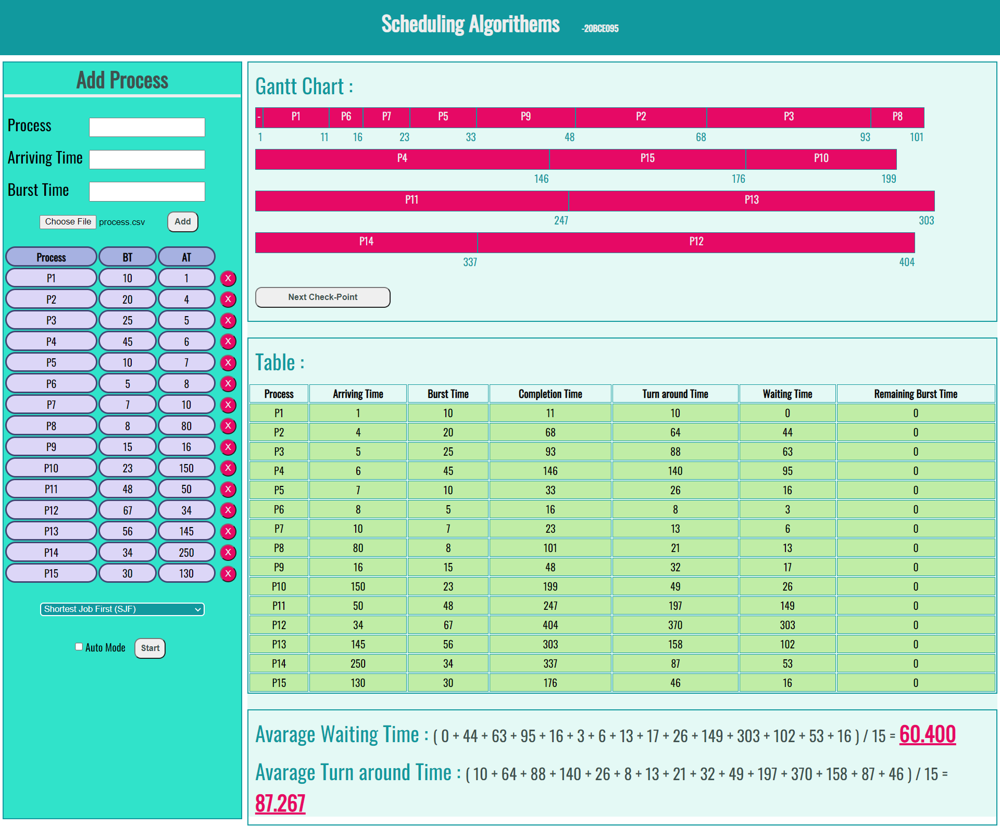 Scheduling Algorithems -20BCE095
Add Process
Process
Arriving Time
Burst Time
Choose File process.csv Add
Process BT AT
P1 10 1 X
P2 20 4 X
P3 25 5 X
P4 45 6 X
P5 10 7 X
P6 5 8 X
P7 7 10 X
P8 8 80 X
P9 15 16 X
P10 23 150 X
P11 48 50 X
P12 67 34 X
P13 56 145 X
P14 34 250 X
P15 30 130 X
Shortest Job First (SJF)
Auto Mode Start
Gantt Chart :
- P1 P6 P7 P5 P9 P2 P3 P8
1 11 16 23 33 48 68 93 101
P4 P15 P10
146 176 199
P11 P13
247 303
P14 P12
337 404
Next Check-Point
Table :
Process Arriving Time Burst Time Completion Time Turn around Time Waiting Time Remaining Burst Time
P1 1 10 11 10 0 0
P2 4 20 68 64 44 0
P3 5 25 93 88 63 0
P4 6 45 146 140 95 0
P5 7 10 33 26 16 0
P6 8 5 16 8 3 0
P7 10 7 23 13 6 0
P8 80 8 101 21 13 0
P9 16 15 48 32 17 0
P10 150 23 199 49 26 0
P11 50 48 247 197 149 0
P12 34 67 404 370 303 0
P13 145 56 303 158 102 0
P14 250 34 337 87 53 0
P15 130 30 176 46 16 0
Avarage Waiting Time : ( 0 + 44 + 63 + 95 + 16 + 3 + 6 + 13 + 17 + 26 + 149 + 303 + 102 + 53 + 16 ) / 15 = 60.400
Avarage Turn around Time : ( 10 + 64 + 88 + 140 + 26 + 8 + 13 + 21 + 32 + 49 + 197 + 370 + 158 + 87 + 46 ) / 15 =
87.267